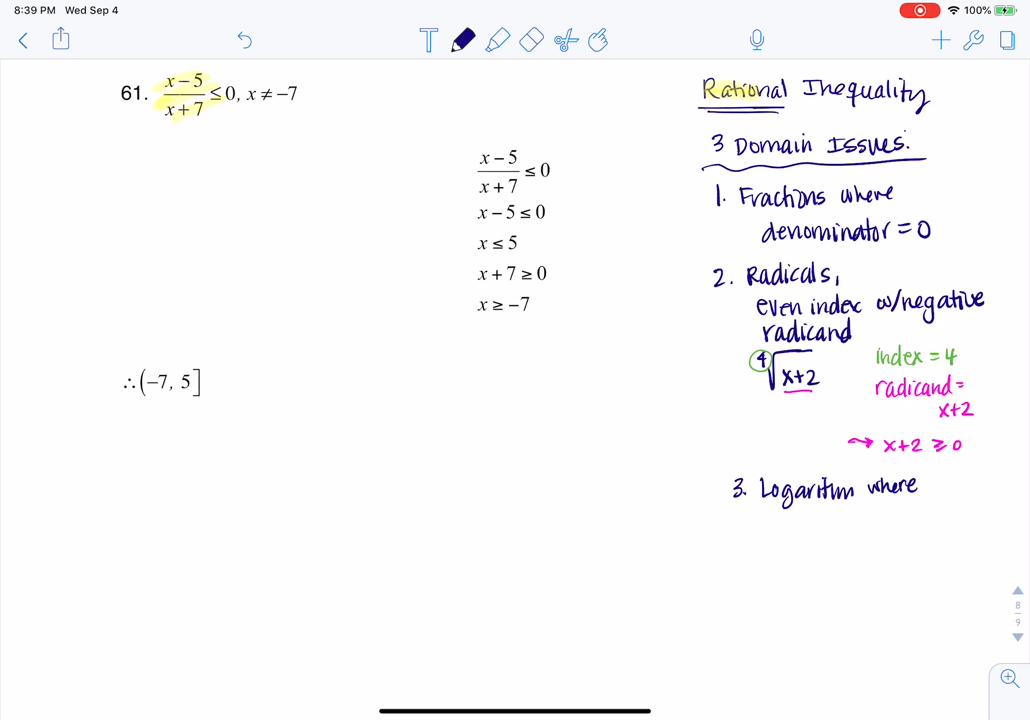 8:39 PM Wed Sep 4
100%
61. x − 5 / x + 7 ≤ 0, x ≠ −7
x − 5 / x + 7 ≤ 0
x − 5 ≤ 0
x ≤ 5
x + 7 ≥ 0
x ≥ −7
∴ (−7, 5]
Rational Inequality
3 Domain Issues:
1. Fractions where
denominator = 0
2. Radicals,
even index w/negative
radicand
∜x+2
index = 4
radicand =
x+2
→ x+2 ≥ 0
3. Logarithm where
8
9